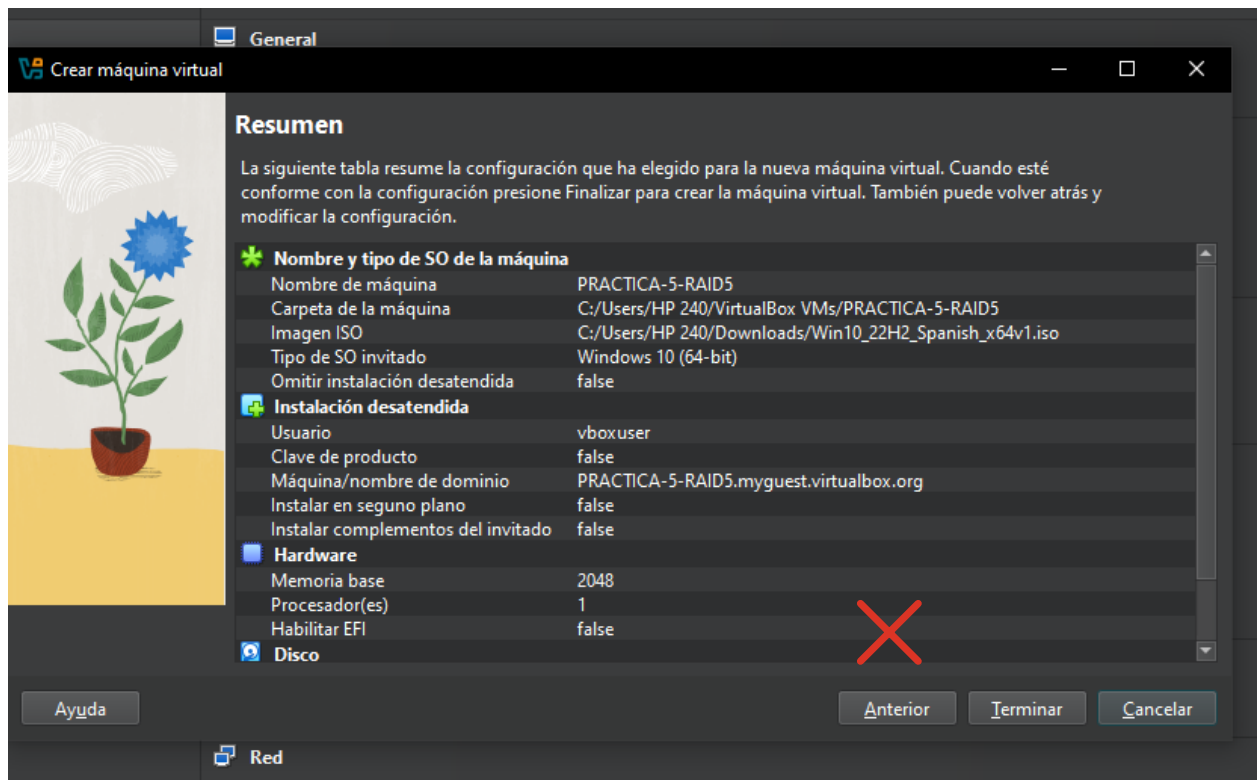 General
Crear máquina virtual
Resumen
La siguiente tabla resume la configuración que ha elegido para la nueva máquina virtual. Cuando esté
conforme con la configuración presione Finalizar para crear la máquina virtual. También puede volver atrás y
modificar la configuración.
Nombre y tipo de SO de la máquina
Nombre de máquina PRACTICA-5-RAID5
Carpeta de la máquina C:/Users/HP 240/VirtualBox VMs/PRACTICA-5-RAID5
Imagen ISO C:/Users/HP 240/Downloads/Win10_22H2_Spanish_x64v1.iso
Tipo de SO invitado Windows 10 (64-bit)
Omitir instalación desatendida false
Instalación desatendida
Usuario vboxuser
Clave de producto false
Máquina/nombre de dominio PRACTICA-5-RAID5.myguest.virtualbox.org
Instalar en seguno plano false
Instalar complementos del invitado false
Hardware
Memoria base 2048
Procesador(es) 1
Habilitar EFI false
Disco
Ayuda Anterior Terminar Cancelar
Red